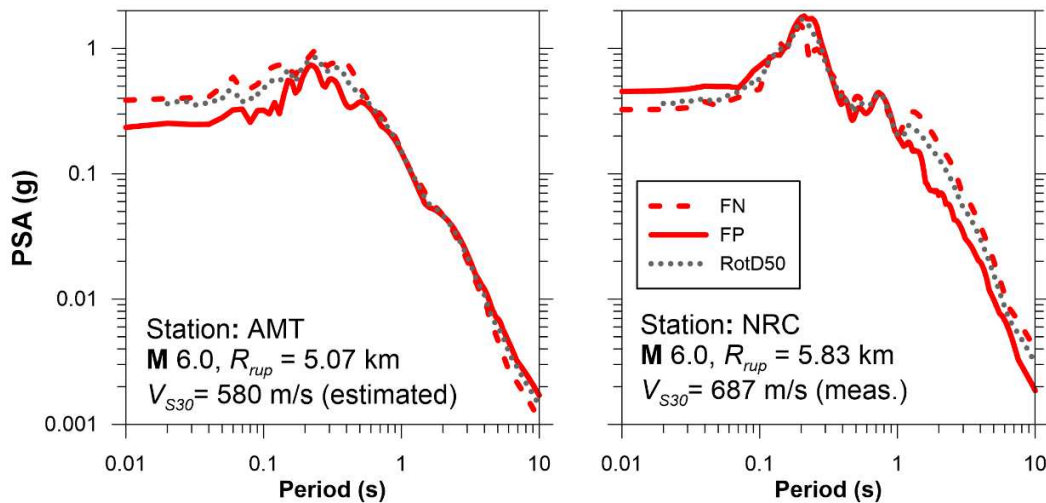 PSA (g)
1
0.1
0.01
0.001
0.01
0.1
1
10
Period (s)
Station: AMT
M 6.0, Rrup = 5.07 km
VS30= 580 m/s (estimated)
FN
FP
RotD50
Station: NRC
M 6.0, Rrup = 5.83 km
VS30= 687 m/s (meas.)
0.01
0.1
1
10
Period (s)